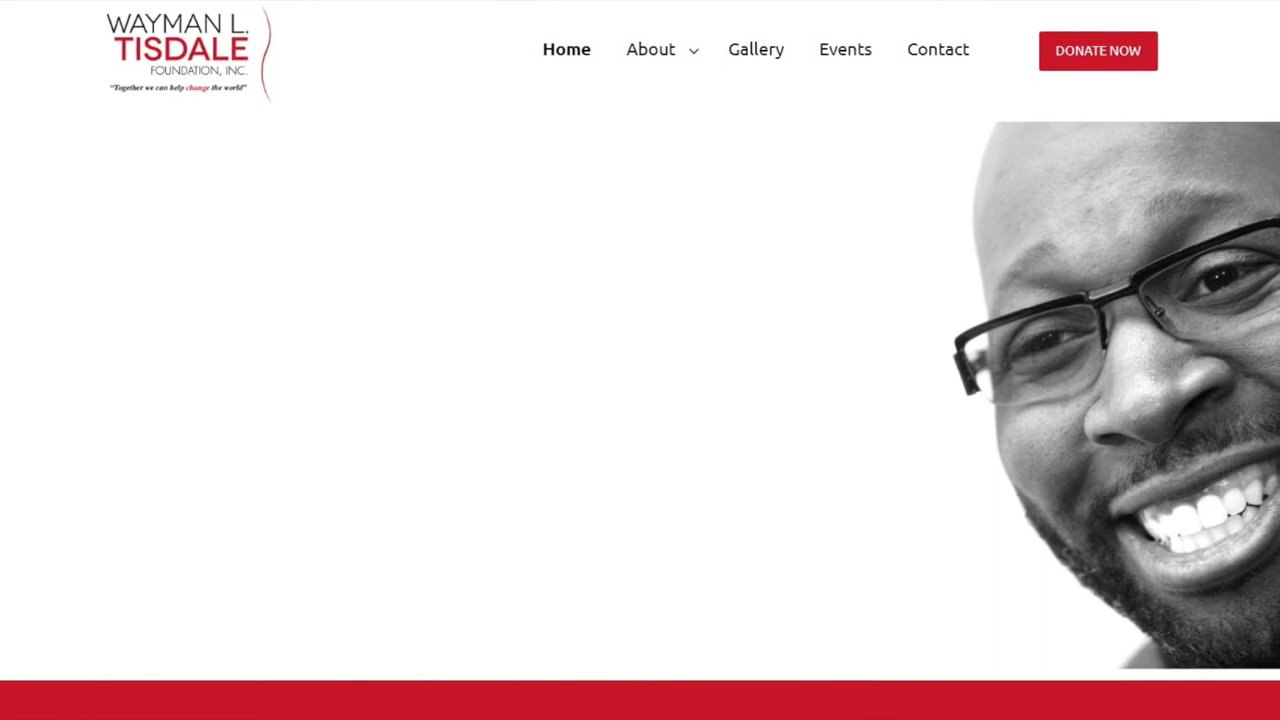 WAYMAN L.
TISDALE
FOUNDATION, INC.
"Together we can help change the world"
Home About Gallery Events Contact DONATE NOW